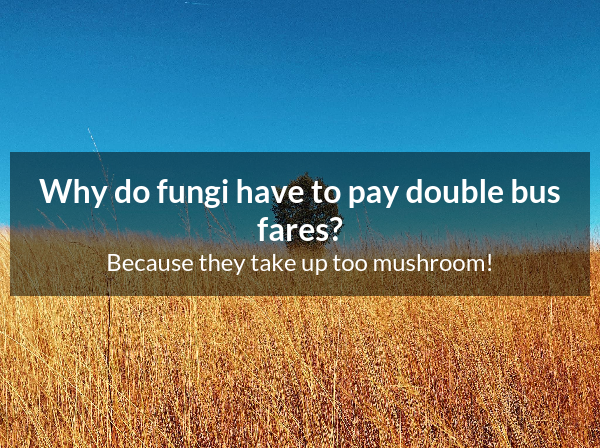 Why do fungi have to pay double bus
fares?
Because they take up too mushroom!